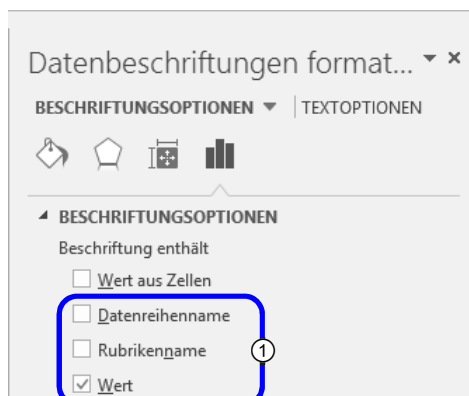 Datenbeschriftungen format...
BESCHRIFTUNGSOPTIONEN TEXTOPTIONEN
BESCHRIFTUNGSOPTIONEN
Beschriftung enthält
Wert aus Zellen
Datenreihenname
Rubrikenname
1
Wert